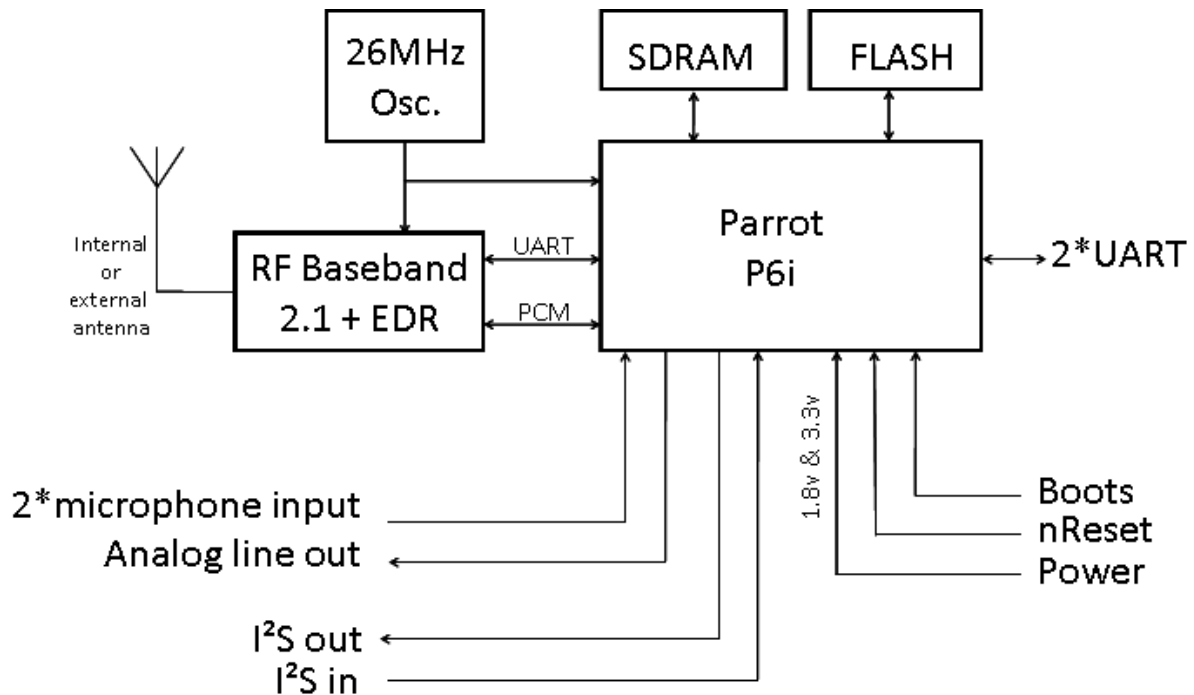 26MHz
Osc.
SDRAM
FLASH
Internal
or
external
antenna
RF Baseband
2.1 + EDR
UART
PCM
Parrot
P6i
2*UART
1.8v & 3.3v
2*microphone input
Analog line out
I²S out
I²S in
Boots
nReset
Power